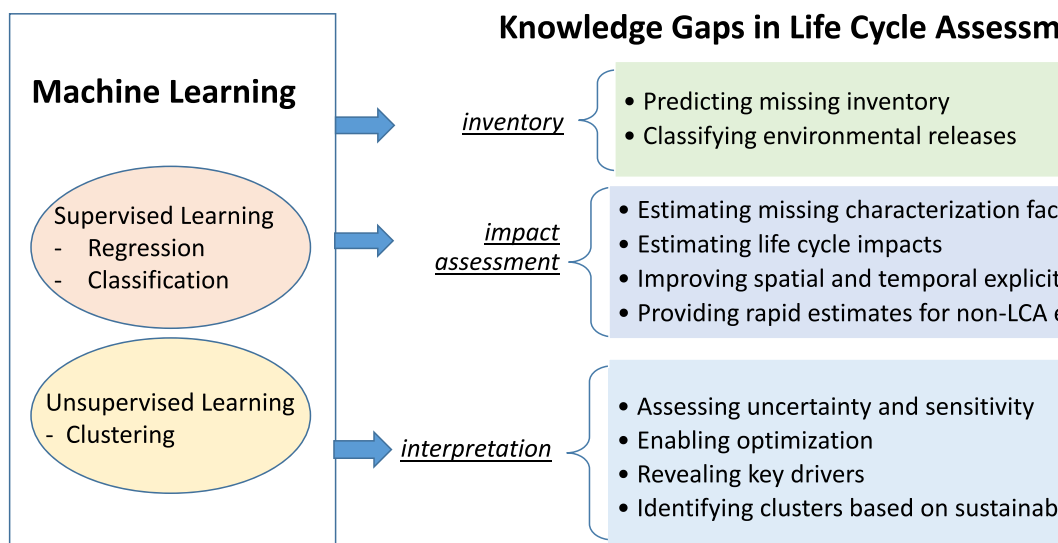 Knowledge Gaps in Life Cycle Assessm
Machine Learning
Supervised Learning
- Regression
- Classification
Unsupervised Learning
- Clustering
inventory
• Predicting missing inventory
• Classifying environmental releases
impact
assessment
• Estimating missing characterization fac
• Estimating life cycle impacts
• Improving spatial and temporal explicit
• Providing rapid estimates for non-LCA e
interpretation
• Assessing uncertainty and sensitivity
• Enabling optimization
• Revealing key drivers
• Identifying clusters based on sustainab